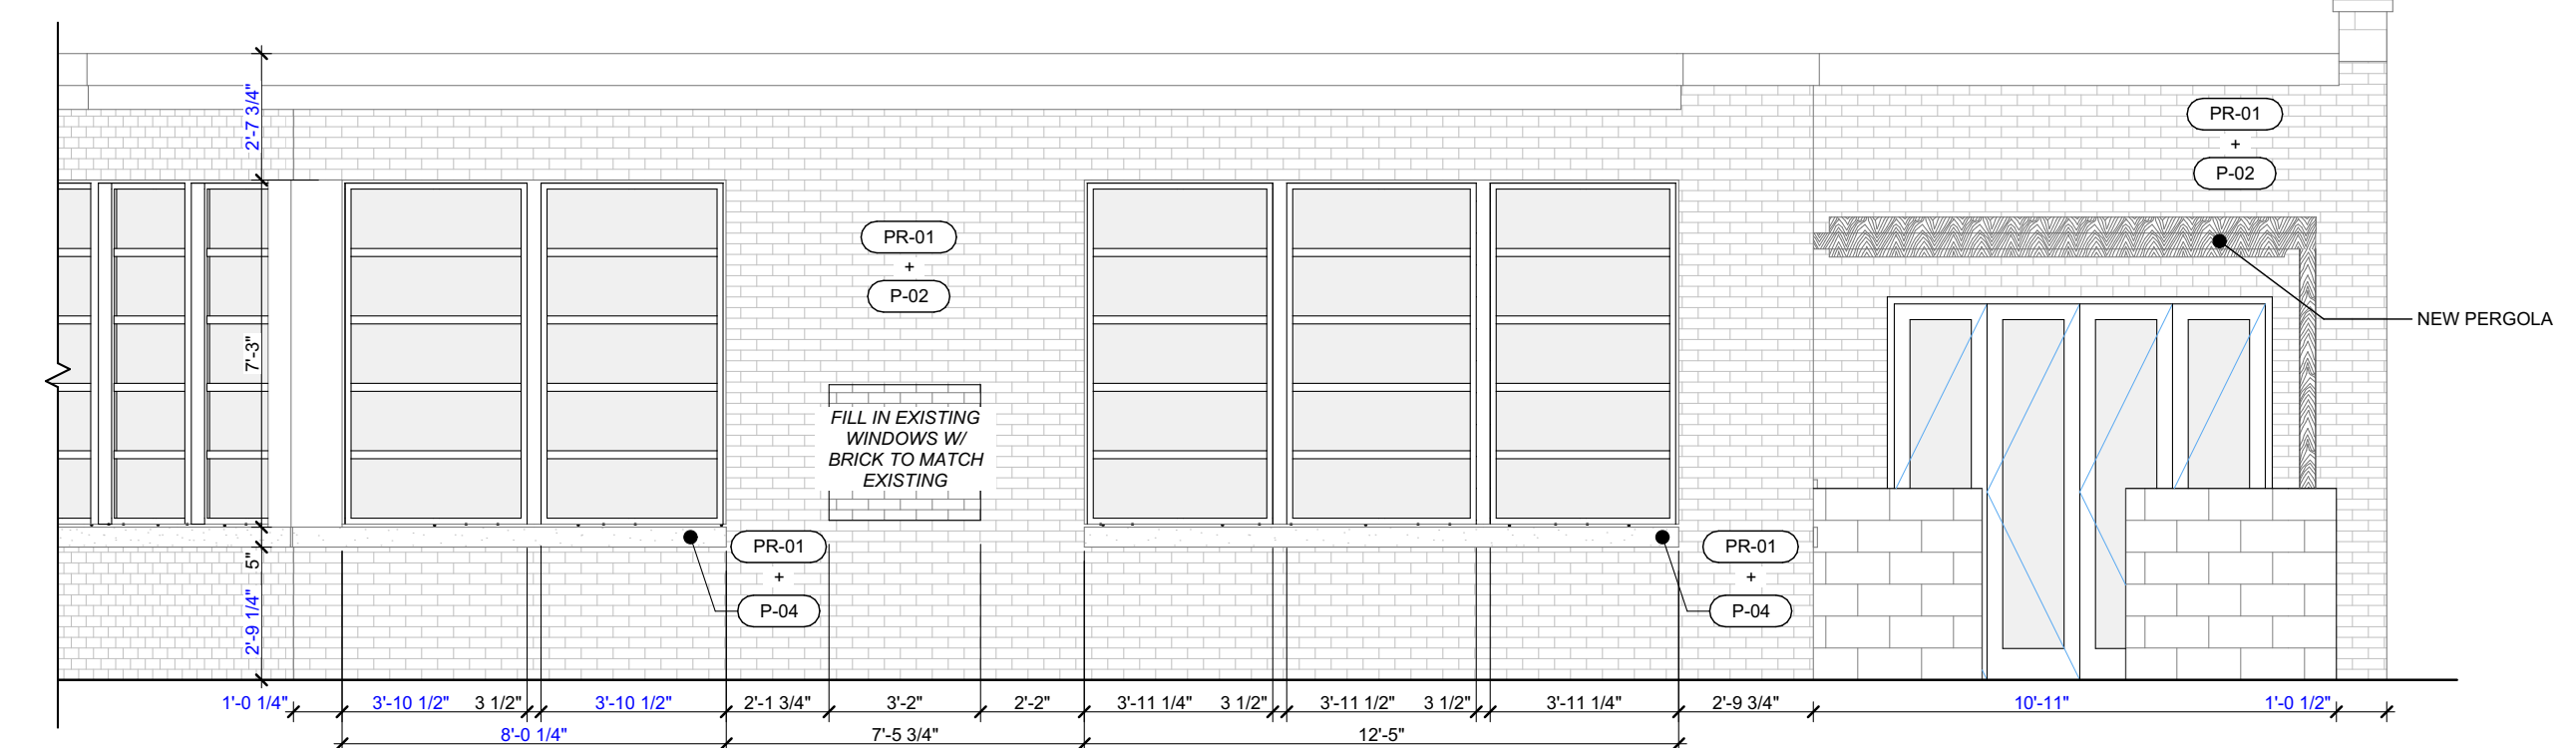 2'-7 3/4"
7'-3"
5"
2'-9 1/4"
PR-01
+
P-02
FILL IN EXISTING
WINDOWS W/
BRICK TO MATCH
EXISTING
PR-01
+
P-04
PR-01
+
P-04
PR-01
+
P-02
NEW PERGOLA
1'-0 1/4" 3'-10 1/2" 3 1/2" 3'-10 1/2" 2'-1 3/4" 3'-2" 2'-2" 3'-11 1/4" 3 1/2" 3'-11 1/2" 3 1/2" 3'-11 1/4" 2'-9 3/4" 10'-11" 1'-0 1/2"
8'-0 1/4" 7'-5 3/4" 12'-5"